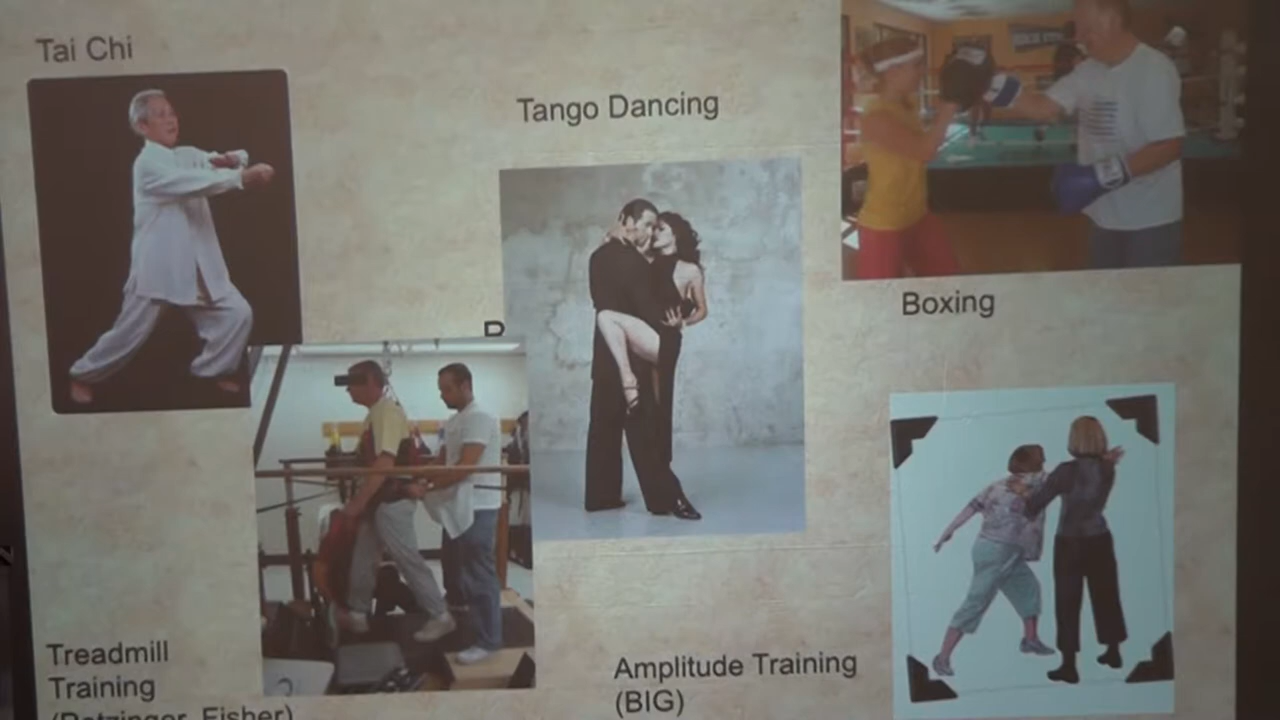 Tai Chi
Tango Dancing
Boxing
Treadmill
Training
Amplitude Training
(BIG)